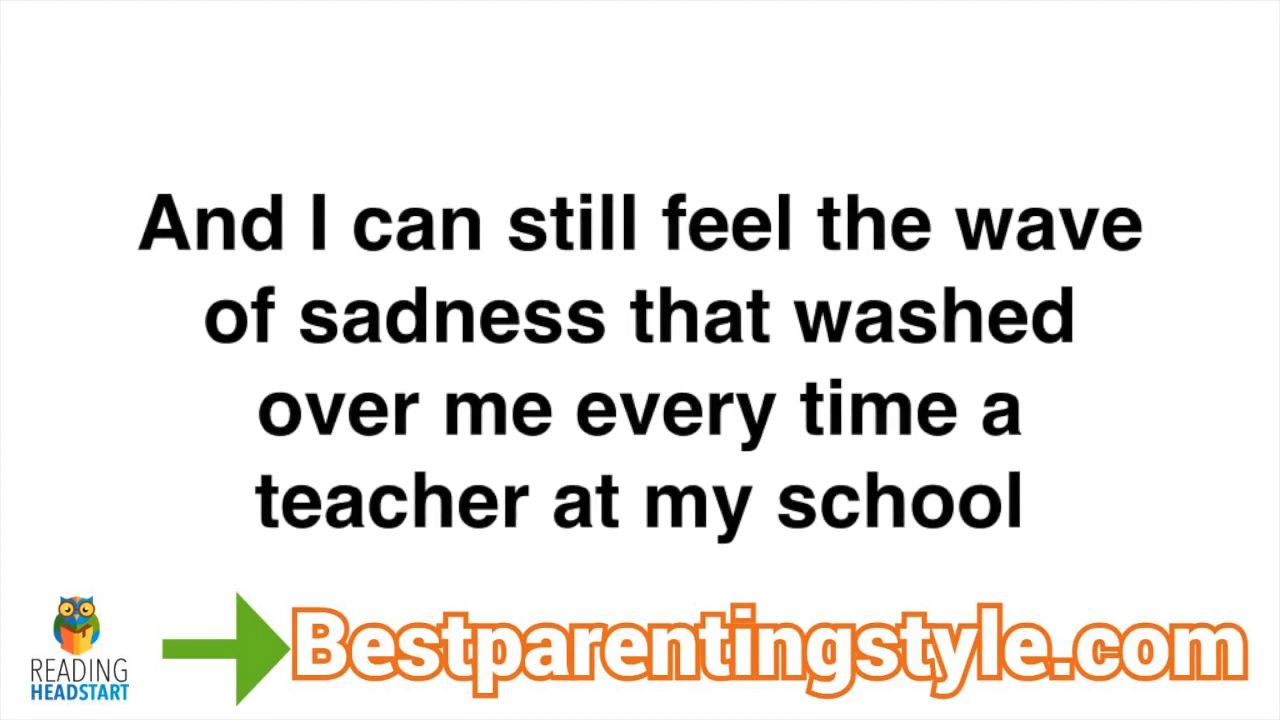 And I can still feel the wave
of sadness that washed
over me every time a
teacher at my school
READING
HEADSTART
Bestparentingstyle.com